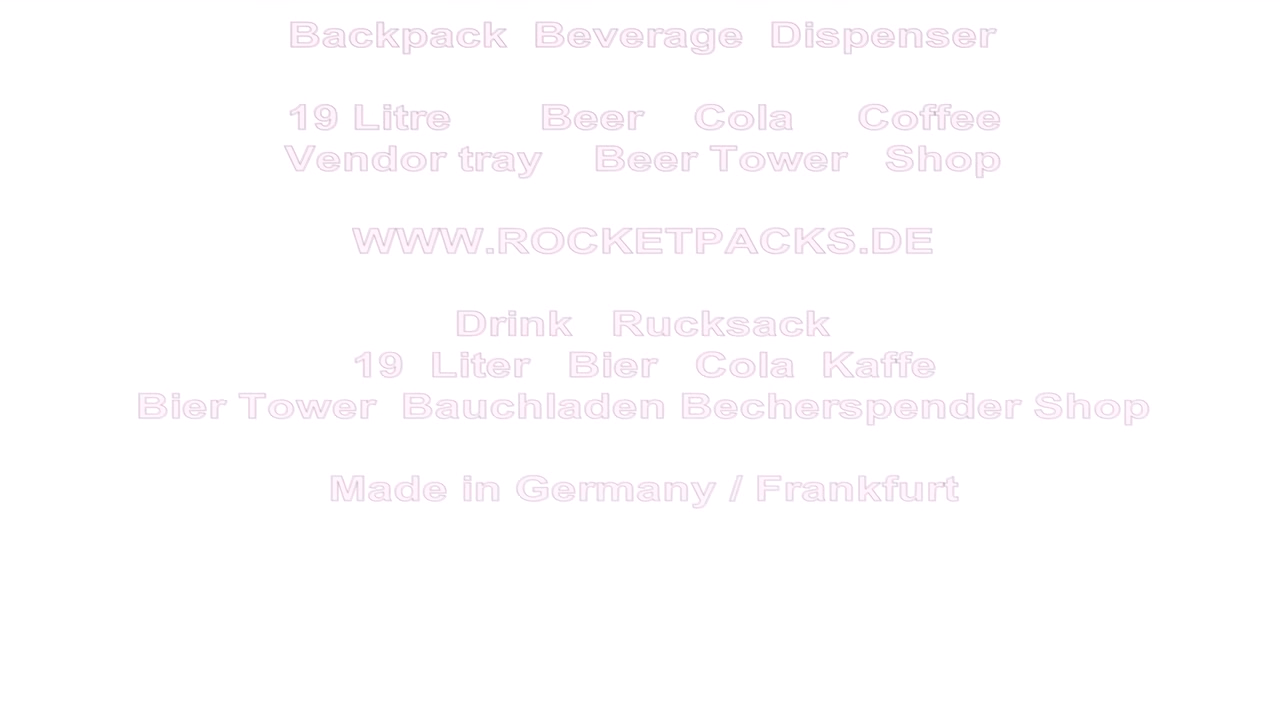 Backpack Beverage Dispenser
19 Litre Beer Cola Coffee
Vendor tray Beer Tower Shop
WWW.ROCKETPACKS.DE
Drink Rucksack
19 Liter Bier Cola Kaffe
Bier Tower Bauchladen Becherspender Shop
Made in Germany / Frankfurt